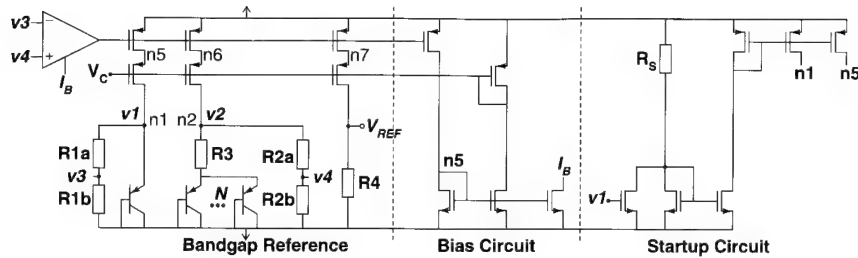 v3
v4
I_B
V_C
n5
n6
n7
v1
n1
n2
v2
V_REF
R1a
v3
R1b
R3
N
...
R2a
v4
R2b
R4
Bandgap Reference
n5
I_B
Bias Circuit
R_S
n1
n5
v1
Startup Circuit